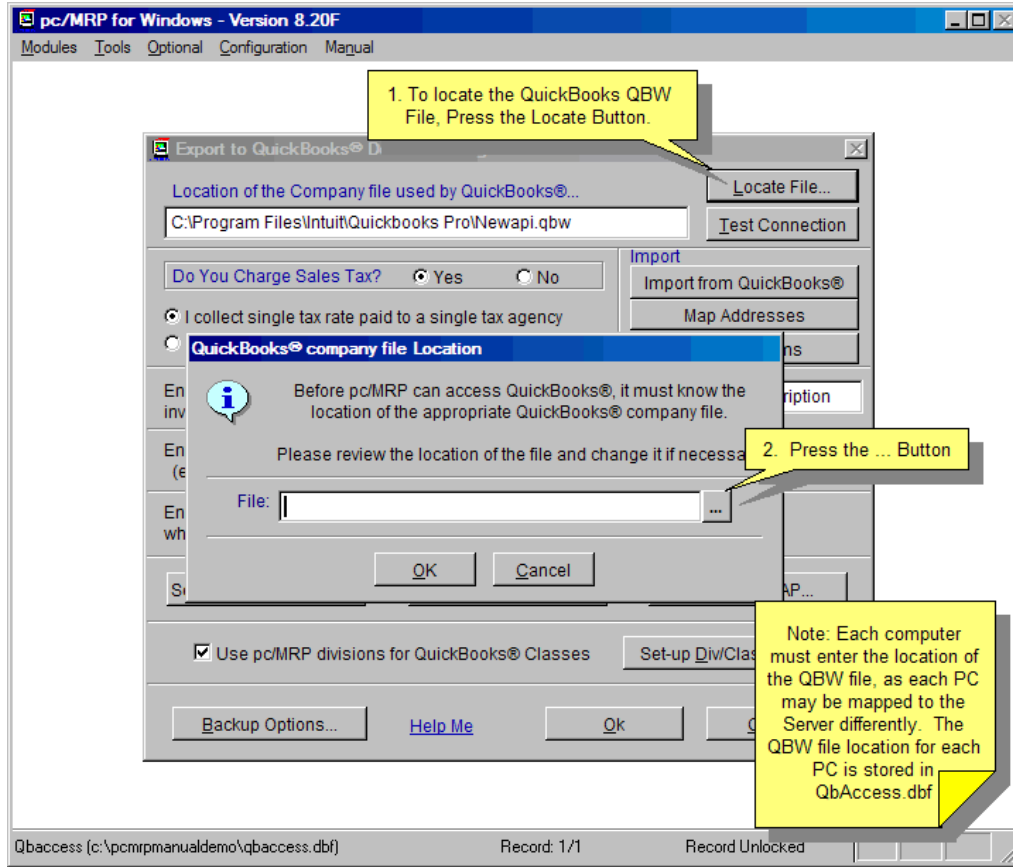 pc/MRP for Windows - Version 8.20F
Modules Tools Optional Configuration Manual
1. To locate the QuickBooks QBW
File, Press the Locate Button.
Export to QuickBooks®
Location of the Company file used by QuickBooks®...
Locate File...
C:\Program Files\Intuit\Quickbooks Pro\Newapi.qbw
Test Connection
Do You Charge Sales Tax? Yes No
Import
Import from QuickBooks®
I collect single tax rate paid to a single tax agency
Map Addresses
QuickBooks® company file Location
Before pc/MRP can access QuickBooks®, it must know the
location of the appropriate QuickBooks® company file.
Please review the location of the file and change it if necessa
2. Press the ... Button
File:
...
OK Cancel
AP...
Use pc/MRP divisions for QuickBooks® Classes
Set-up Div/Clas
Backup Options... Help Me Ok
Note: Each computer
must enter the location of
the QBW file, as each PC
may be mapped to the
Server differently. The
QBW file location for each
PC is stored in
QbAccess.dbf
Qbaccess (c:\pcmrpmanualdemo\qbaccess.dbf) Record: 1/1 Record Unlocked